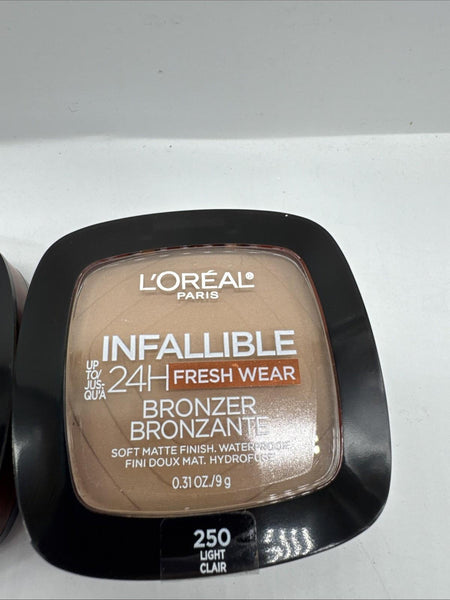 L'ORÉAL®
PARIS
INFALLIBLE
UP TO/ JUS- QU'À 24H FRESH WEAR
BRONZER
BRONZANTE
SOFT MATTE FINISH. WATERPROOF.
FINI DOUX MAT. HYDROFUGE.
0.31 OZ./9 g
250
LIGHT
CLAIR